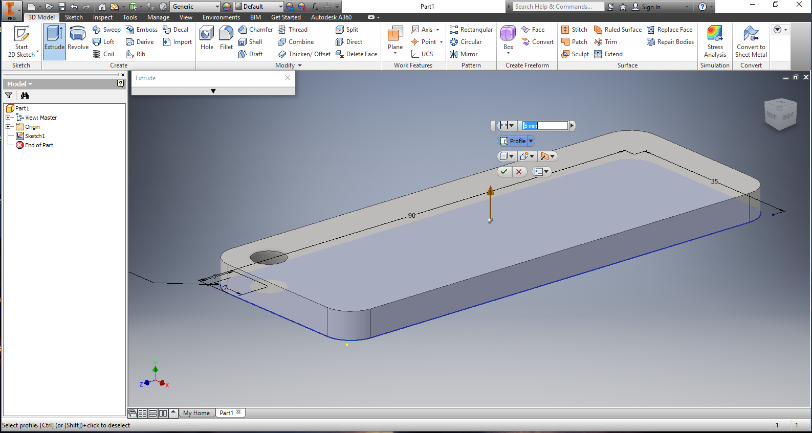 PRO
Generic
Default
Part1
Search Help & Commands...
Sign In
3D Model Sketch Inspect Tools Manage View Environments BIM Get Started Autodesk A360
Start
2D Sketch
Extrude
Revolve
Sweep
Emboss
Decal
Loft
Derive
Import
Coil
Rib
Hole
Fillet
Chamfer
Thread
Split
Shell
Combine
Direct
Draft
Thicken/ Offset
Delete Face
Plane
Axis
Point
UCS
Rectangular
Circular
Mirror
Box
Face
Convert
Stitch
Ruled Surface
Replace Face
Patch
Trim
Repair Bodies
Sculpt
Extend
Stress
Analysis
Convert to
Sheet Metal
Sketch
Create
Modify
Work Features
Pattern
Create Freeform
Surface
Simulation
Convert
Model
Extrude
Part1
View: Master
Origin
Sketch1
End of Part
Profile
90
35
Z
X
My Home
Part1
Select profile. [Ctrl] (or [Shift])+click to deselect
1
1